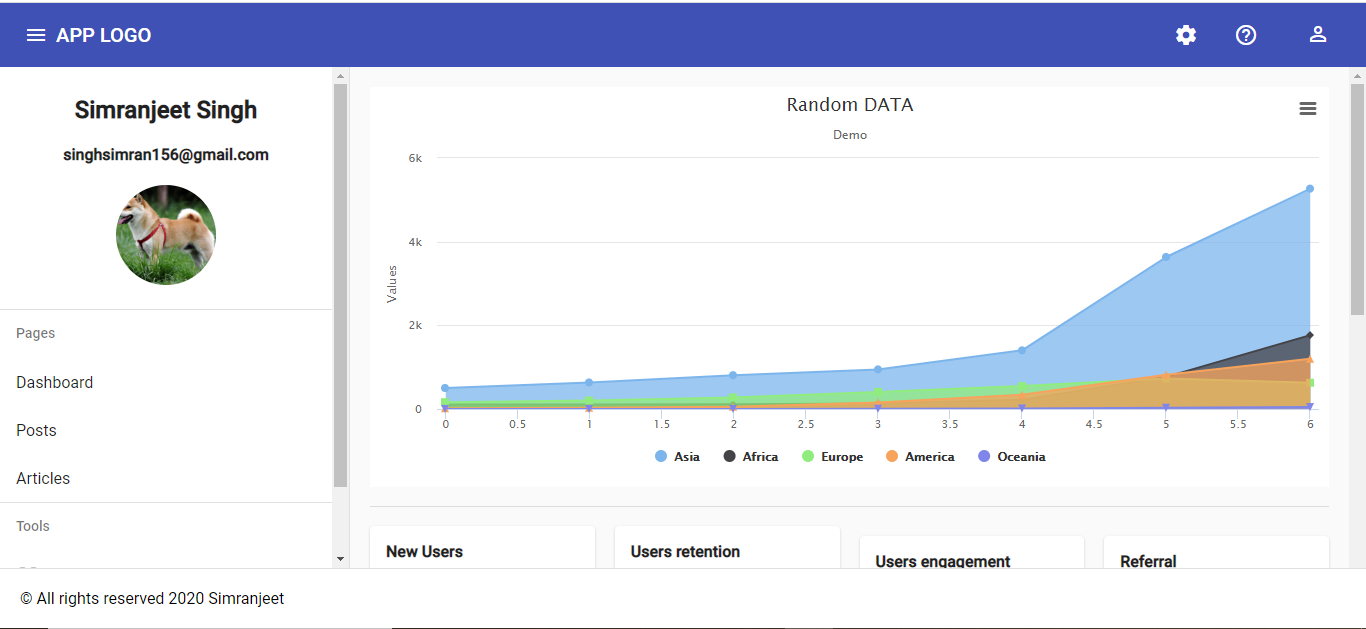 APP LOGO
Simranjeet Singh
singhsimran156@gmail.com
Pages
Dashboard
Posts
Articles
Tools
Random DATA
Demo
Values
6k
4k
2k
0
0 0.5 1 1.5 2 2.5 3 3.5 4 4.5 5 5.5 6
Asia Africa Europe America Oceania
New Users Users retention Users engagement Referral
© All rights reserved 2020 Simranjeet